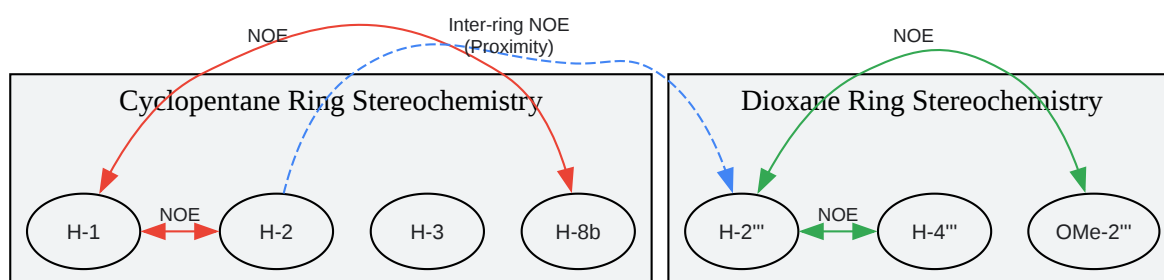 Inter-ring NOE
(Proximity)
NOE
NOE
Cyclopentane Ring Stereochemistry
Dioxane Ring Stereochemistry
NOE
NOE
H-1
H-2
H-3
H-8b
H-2'''
H-4'''
OMe-2'''